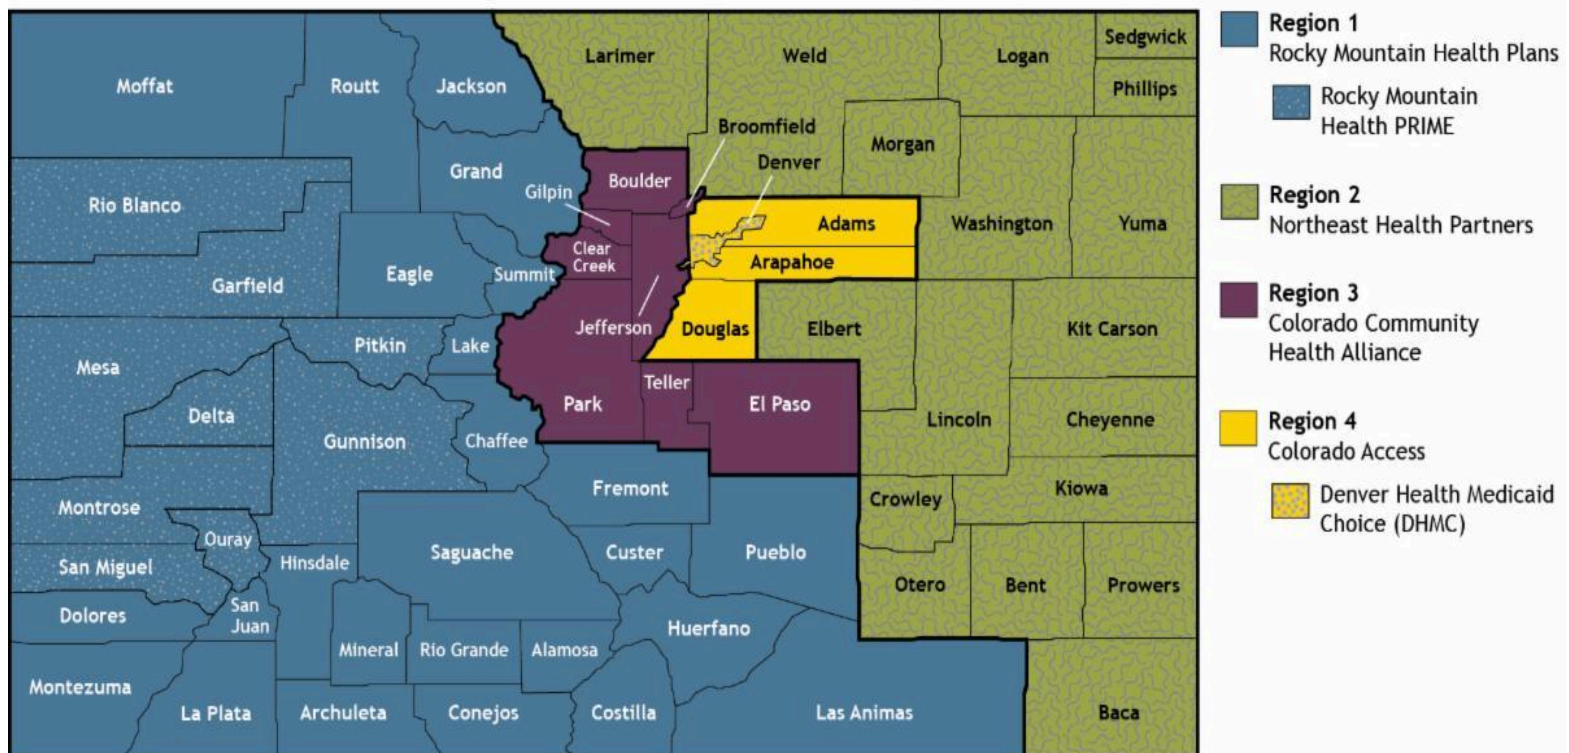 Moffat
Routt
Jackson
Larimer
Weld
Logan
Sedgwick
Phillips
Rio Blanco
Grand
Gilpin
Boulder
Broomfield
Denver
Morgan
Washington
Yuma
Garfield
Eagle
Summit
Clear
Creek
Adams
Arapahoe
Jefferson
Douglas
Elbert
Kit Carson
Mesa
Pitkin
Lake
Delta
Gunnison
Chaffee
Park
Teller
El Paso
Lincoln
Cheyenne
Montrose
Ouray
Fremont
Crowley
Kiowa
San Miguel
Hinsdale
Saguache
Custer
Pueblo
Otero
Bent
Prowers
Dolores
San
Juan
Mineral
Rio Grande
Alamosa
Huerfano
Montezuma
La Plata
Archuleta
Conejos
Costilla
Las Animas
Baca
Region 1
Rocky Mountain Health Plans
Rocky Mountain
Health PRIME
Region 2
Northeast Health Partners
Region 3
Colorado Community
Health Alliance
Region 4
Colorado Access
Denver Health Medicaid
Choice (DHMC)